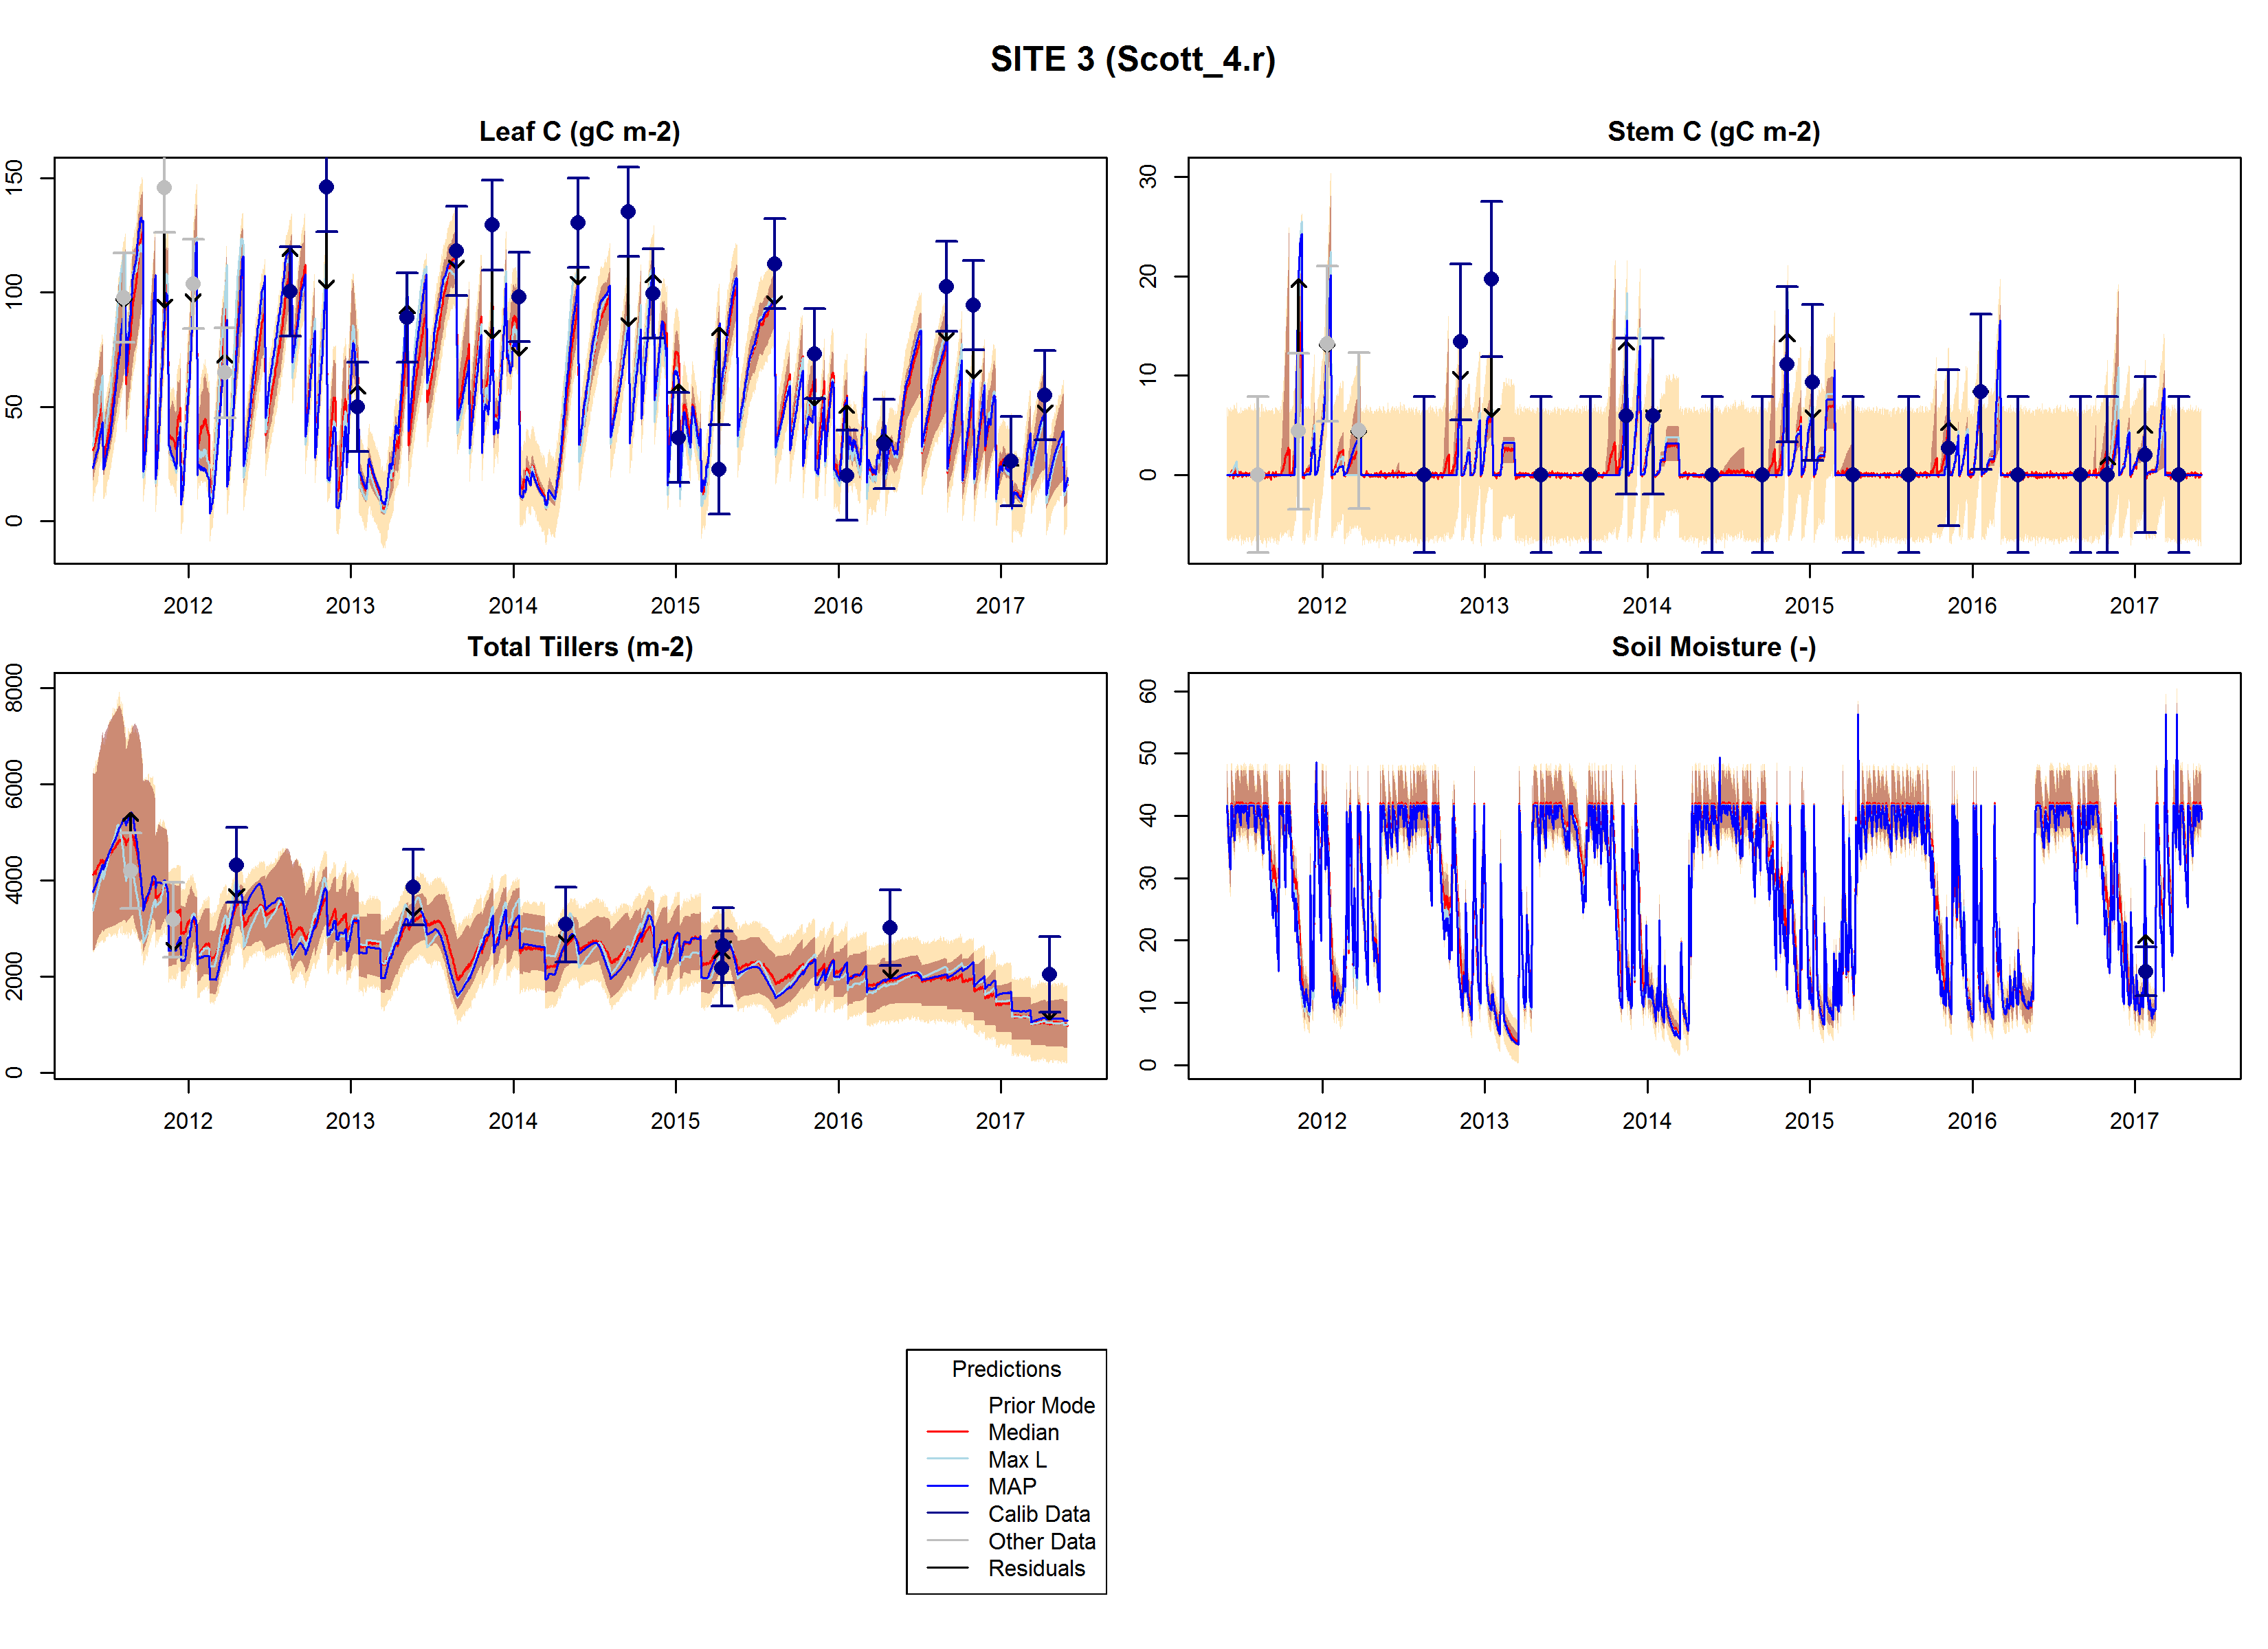 SITE 3 (Scott_4.r)
Leaf C (gC m-2)
150
100
50
0
2012 2013 2014 2015 2016 2017
Stem C (gC m-2)
30
20
10
0
2012 2013 2014 2015 2016 2017
Total Tillers (m-2)
8000
6000
4000
2000
0
2012 2013 2014 2015 2016 2017
Soil Moisture (-)
60
50
40
30
20
10
0
2012 2013 2014 2015 2016 2017
Predictions
Prior Mode
Median
Max L
MAP
Calib Data
Other Data
Residuals